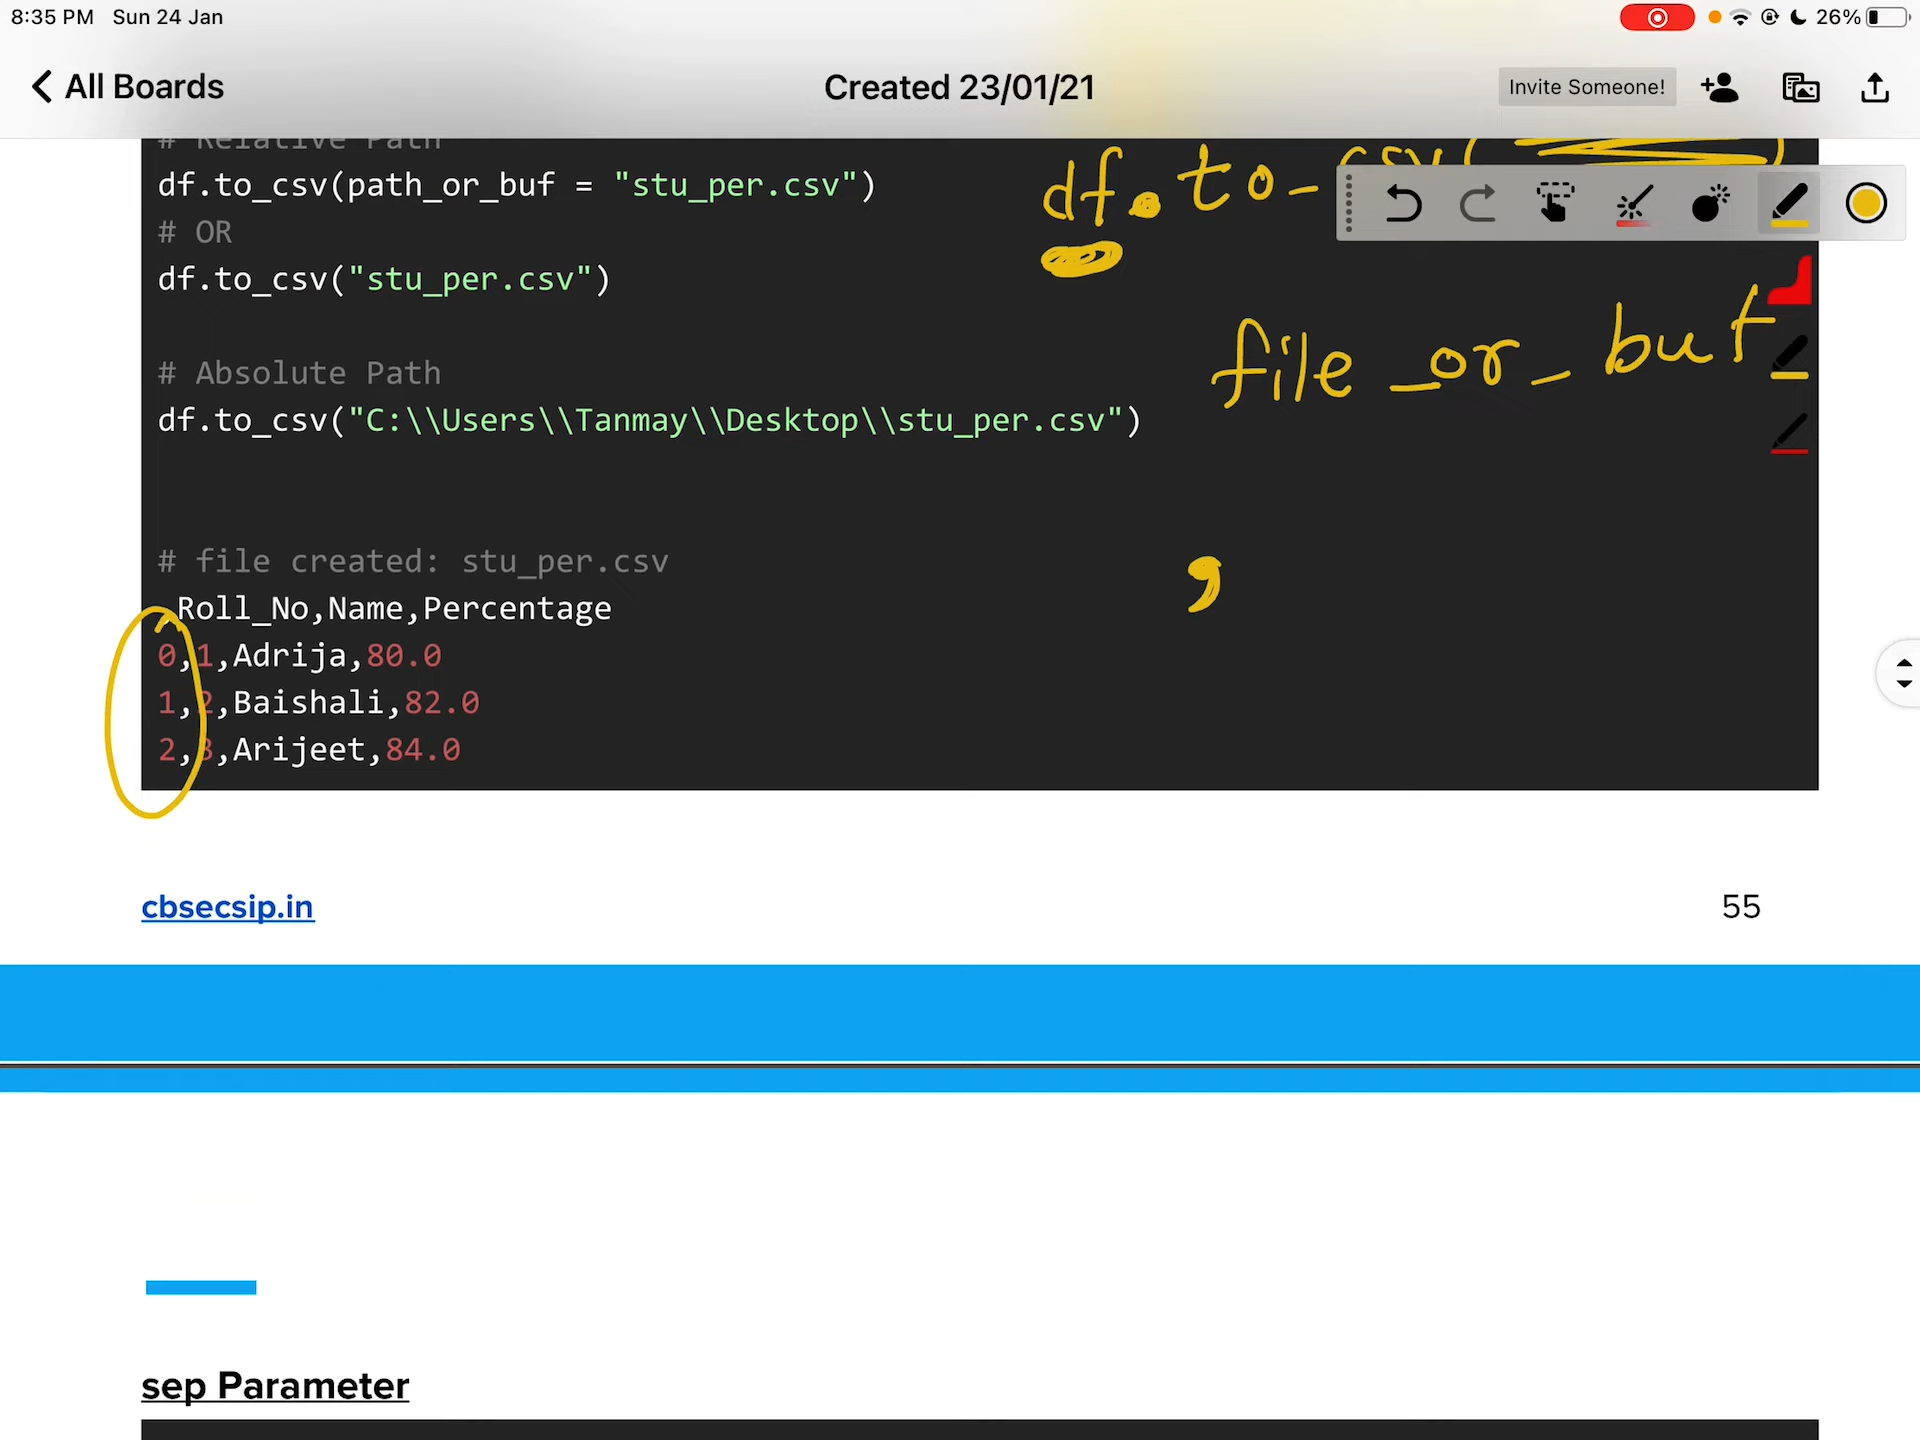 8:35 PM Sun 24 Jan
26%
All Boards
Created 23/01/21
Invite Someone!
# Relative Path
df.to_csv(path_or_buf = "stu_per.csv")
# OR
df.to_csv("stu_per.csv")
# Absolute Path
df.to_csv("C:\\Users\\Tanmay\\Desktop\\stu_per.csv")
# file created: stu_per.csv
,Roll_No,Name,Percentage
0,1,Adrija,80.0
1,2,Baishali,82.0
2,3,Arijeet,84.0
df.to_csv(
file_or_buf
,
cbsecsip.in
55
sep Parameter